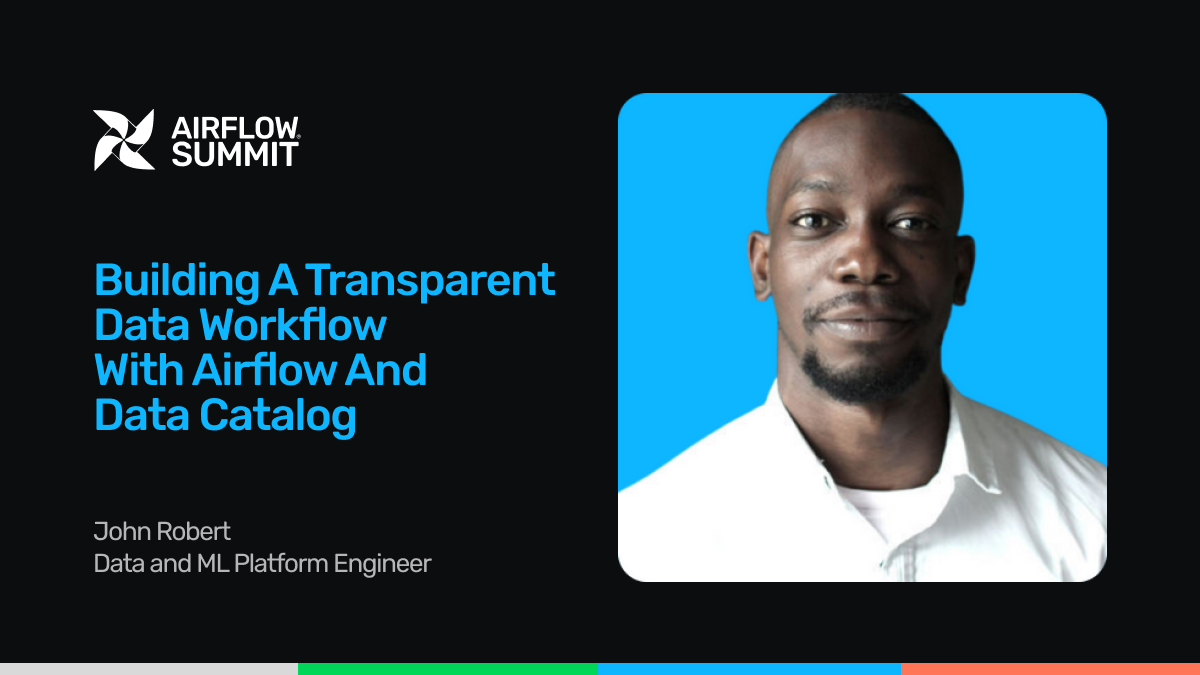 AIRFLOW
SUMMIT
Building A Transparent
Data Workflow
With Airflow And
Data Catalog
John Robert
Data and ML Platform Engineer